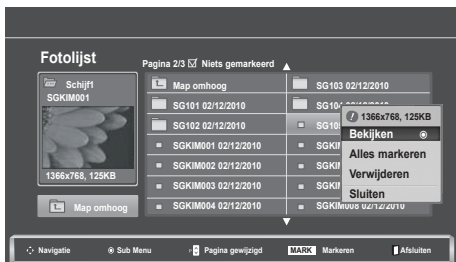 Fotolijst
Pagina 2/3 Niets gemarkeerd
Schijf1
SGKIM001
1366x768, 125KB
Map omhoog
Map omhoog
SG101 02/12/2010
SG102 02/12/2010
SGKIM001 02/12/2010
SGKIM002 02/12/2010
SGKIM003 02/12/2010
SGKIM004 02/12/2010
SG103 02/12/2010
SGKIM008 02/12/2010
1366x768, 125KB
Bekijken
Alles markeren
Verwijderen
Sluiten
Navigatie Sub Menu Pagina gewijzigd MARK Markeren Afsluiten